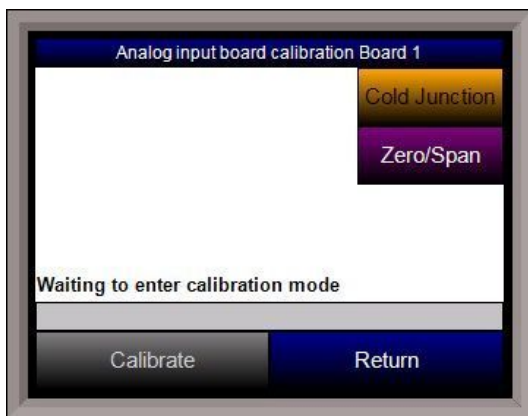 Analog input board calibration Board 1
Cold Junction
Zero/Span
Waiting to enter calibration mode
Calibrate
Return